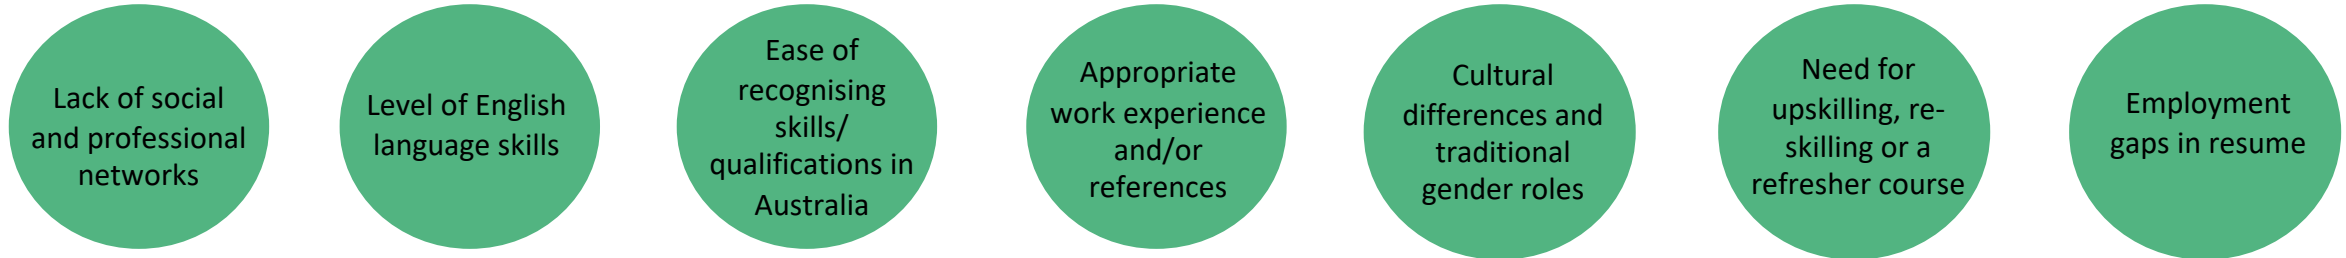 Lack of social
and professional
networks
Level of English
language skills
Ease of
recognising
skills/
qualifications in
Australia
Appropriate
work experience
and/or
references
Cultural
differences and
traditional
gender roles
Need for
upskilling, re-
skilling or a
refresher course
Employment
gaps in resume